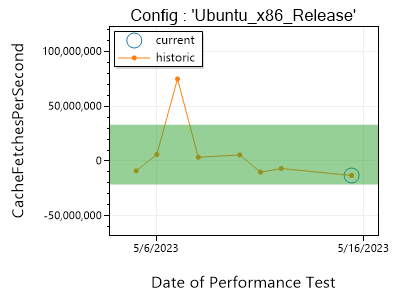 Config : 'Ubuntu_x86_Release'
current
historic
100,000,000
50,000,000
0
-50,000,000
CacheFetchesPerSecond
5/6/2023
5/16/2023
Date of Performance Test